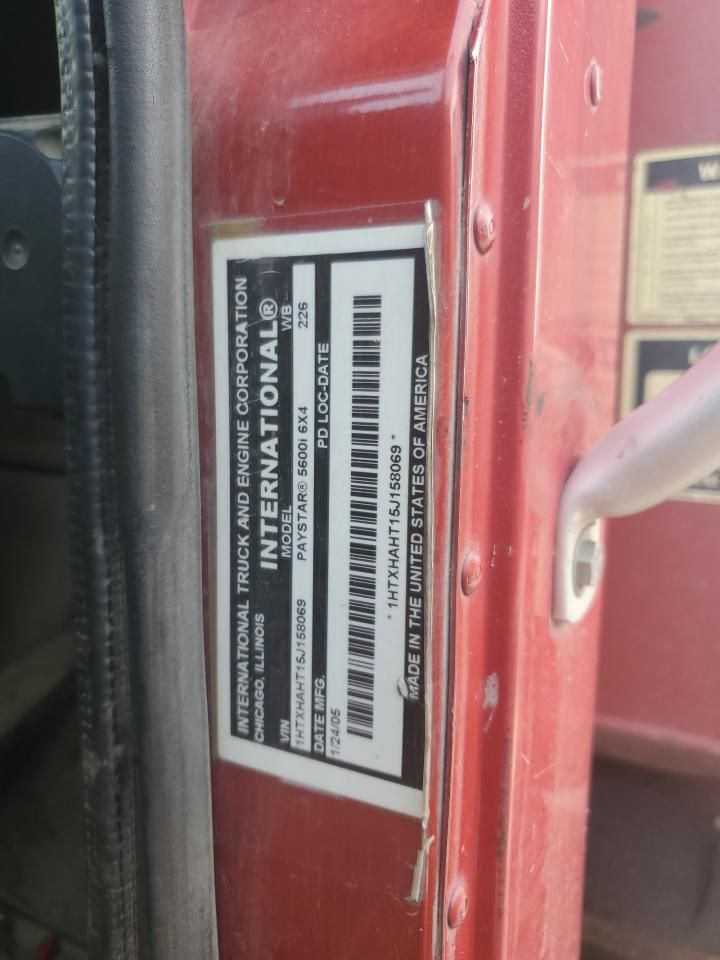 INTERNATIONAL TRUCK AND ENGINE CORPORATION
CHICAGO, ILLINOIS
INTERNATIONAL®
VIN MODEL WB
1HTXHAHT15J158069 PAYSTAR® 5600i 6X4 226
DATE MFG. PD LOC-DATE
1/24/05
* 1HTXHAHT15J158069 *
MADE IN THE UNITED STATES OF AMERICA